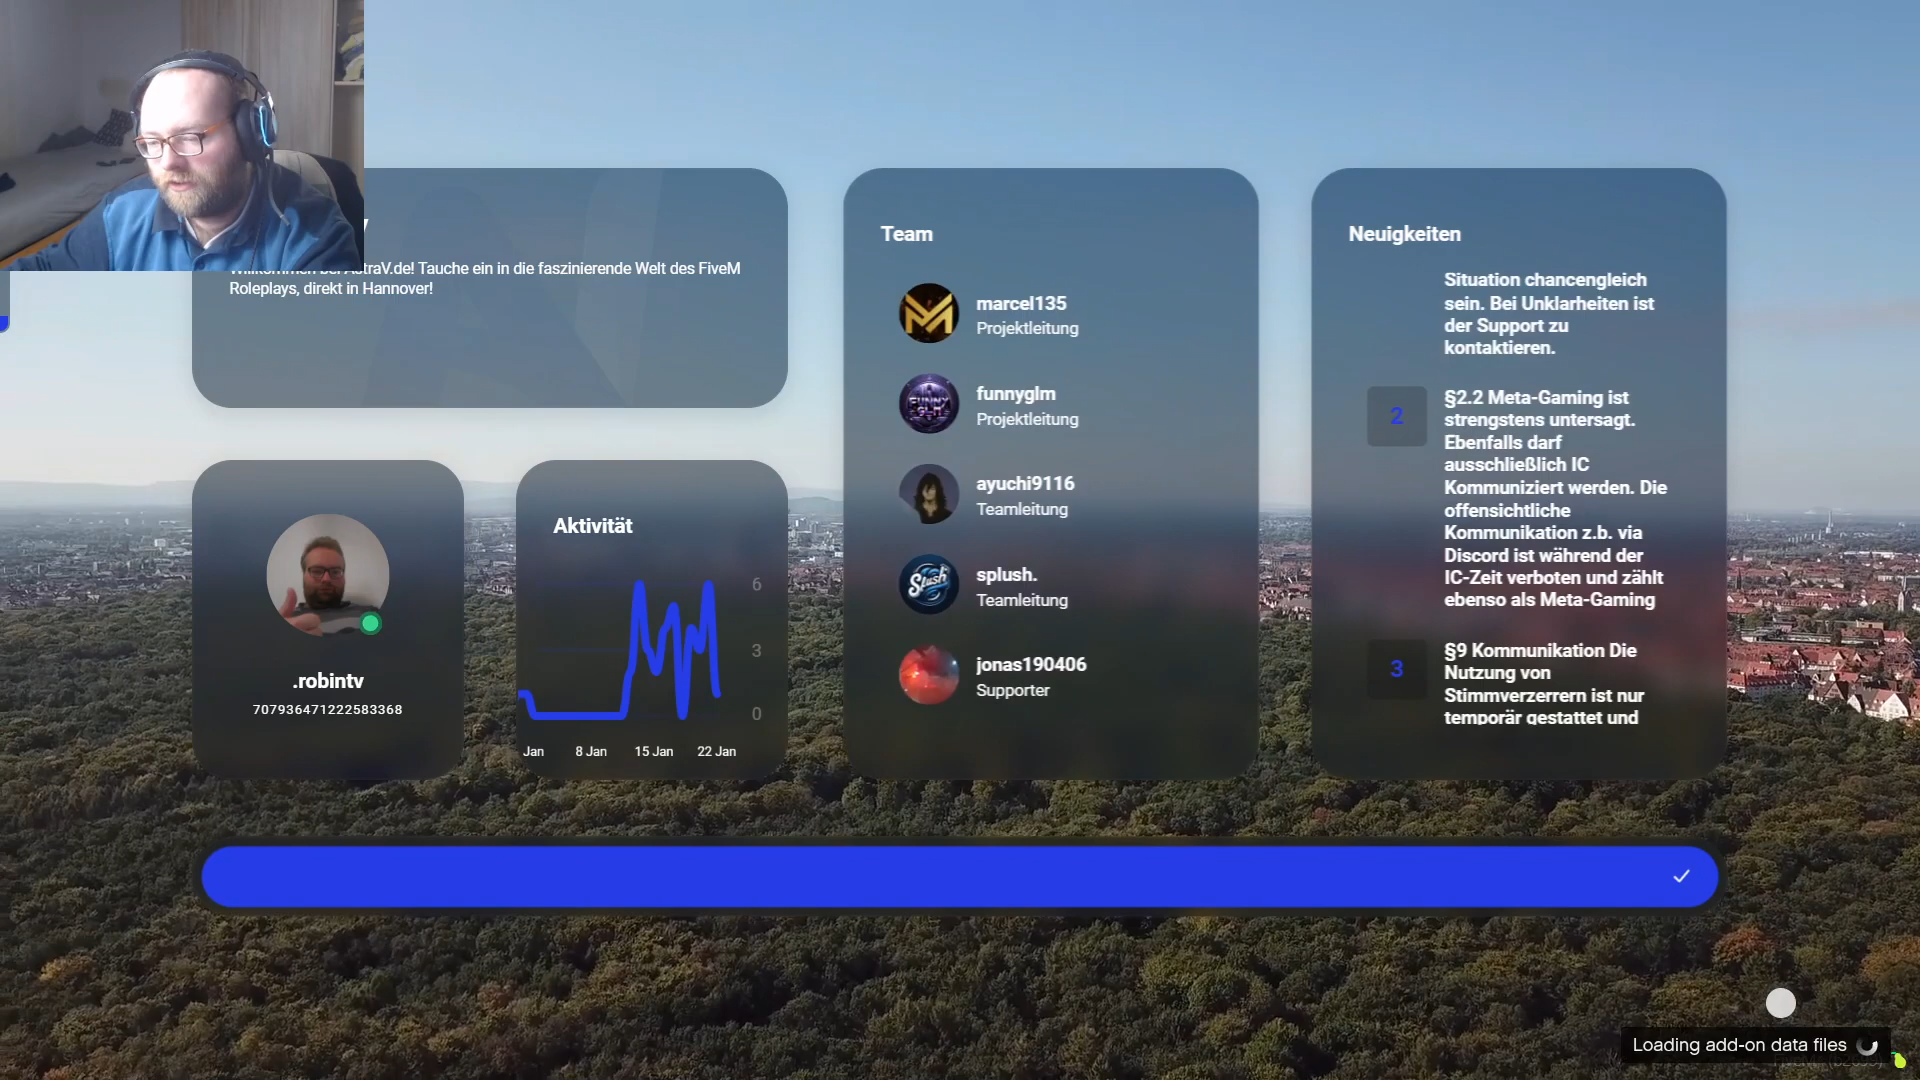 Willkommen bei AstraV.de! Tauche ein in die faszinierende Welt des FiveM
Roleplays, direkt in Hannover!
.robintv
707936471222583368
Aktivität
6
3
0
Jan
8 Jan
15 Jan
22 Jan
Team
marcel135
Projektleitung
funnyglm
Projektleitung
ayuchi9116
Teamleitung
splush.
Teamleitung
jonas190406
Supporter
Neuigkeiten
Situation chancengleich
sein. Bei Unklarheiten ist
der Support zu
kontaktieren.
2
§2.2 Meta-Gaming ist
strengstens untersagt.
Ebenfalls darf
ausschließlich IC
Kommuniziert werden. Die
offensichtliche
Kommunikation z.b. via
Discord ist während der
IC-Zeit verboten und zählt
ebenso als Meta-Gaming
3
§9 Kommunikation Die
Nutzung von
Stimmverzerrern ist nur
temporär gestattet und
Loading add-on data files